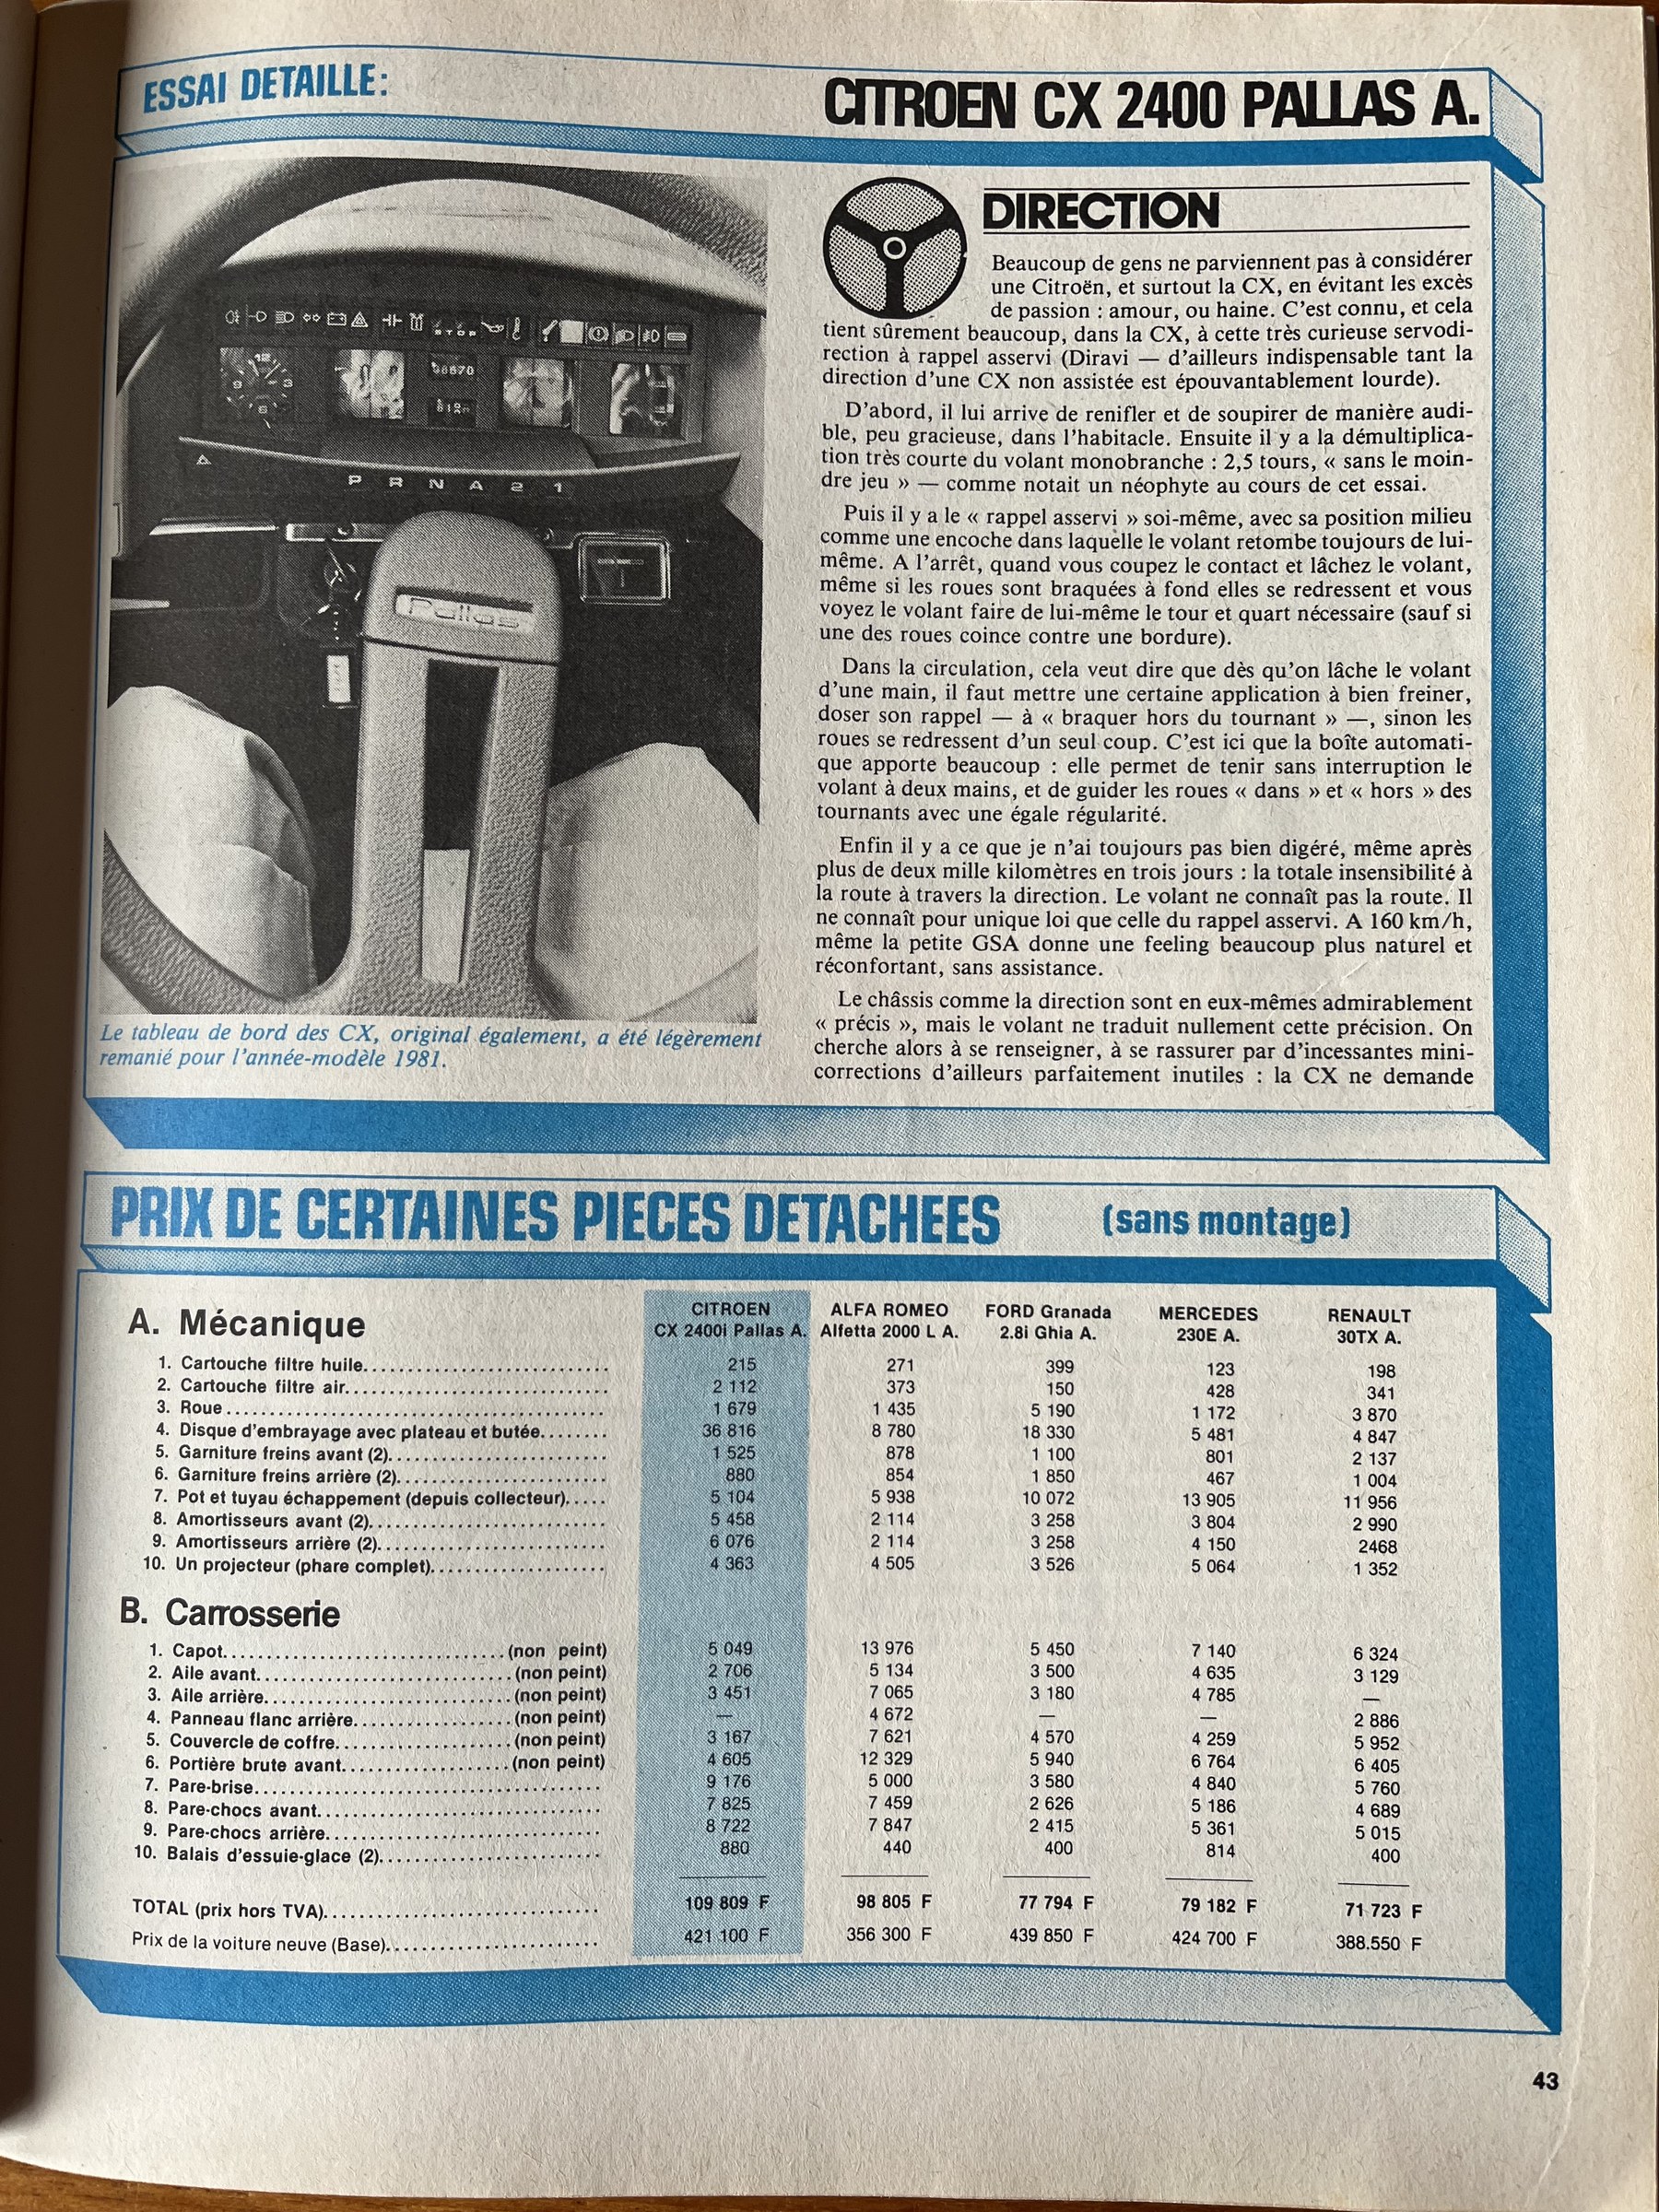 ESSAI DETAILLE:
CITROEN CX 2400 PALLAS A.
P R N A 2 1
Pallas
Le tableau de bord des CX, original également, a été légèrement
remanié pour l'année-modèle 1981.
DIRECTION
Beaucoup de gens ne parviennent pas à considérer
une Citroën, et surtout la CX, en évitant les excès
de passion : amour, ou haine. C'est connu, et cela
tient sûrement beaucoup, dans la CX, à cette très curieuse servodi-
rection à rappel asservi (Diravi — d'ailleurs indispensable tant la
direction d'une CX non assistée est épouvantablement lourde).
D'abord, il lui arrive de renifler et de soupirer de manière audi-
ble, peu gracieuse, dans l'habitacle. Ensuite il y a la démultiplica-
tion très courte du volant monobranche : 2,5 tours, « sans le moin-
dre jeu » — comme notait un néophyte au cours de cet essai.
Puis il y a le « rappel asservi » soi-même, avec sa position milieu
comme une encoche dans laquelle le volant retombe toujours de lui-
même. A l'arrêt, quand vous coupez le contact et lâchez le volant,
même si les roues sont braquées à fond elles se redressent et vous
voyez le volant faire de lui-même le tour et quart nécessaire (sauf si
une des roues coince contre une bordure).
Dans la circulation, cela veut dire que dès qu'on lâche le volant
d'une main, il faut mettre une certaine application à bien freiner,
doser son rappel — à « braquer hors du tournant » —, sinon les
roues se redressent d'un seul coup. C'est ici que la boîte automati-
que apporte beaucoup : elle permet de tenir sans interruption le
volant à deux mains, et de guider les roues « dans » et « hors » des
tournants avec une égale régularité.
Enfin il y a ce que je n'ai toujours pas bien digéré, même après
plus de deux mille kilomètres en trois jours : la totale insensibilité à
la route à travers la direction. Le volant ne connaît pas la route. Il
ne connaît pour unique loi que celle du rappel asservi. A 160 km/h,
même la petite GSA donne une feeling beaucoup plus naturel et
réconfortant, sans assistance.
Le châssis comme la direction sont en eux-mêmes admirablement
« précis », mais le volant ne traduit nullement cette précision. On
cherche alors à se renseigner, à se rassurer par d'incessantes mini-
corrections d'ailleurs parfaitement inutiles : la CX ne demande
PRIX DE CERTAINES PIECES DETACHEES (sans montage)
CITROEN ALFA ROMEO FORD Granada MERCEDES RENAULT
A. Mécanique CX 2400i Pallas A. Alfetta 2000 L A. 2.8i Ghia A. 230E A. 30TX A.
1. Cartouche filtre huile 215 271 399 123 198
2. Cartouche filtre air 2 112 373 150 428 341
3. Roue 1 679 1 435 5 190 1 172 3 870
4. Disque d'embrayage avec plateau et butée 36 816 8 780 18 330 5 481 4 847
5. Garniture freins avant (2) 1 525 878 1 100 801 2 137
6. Garniture freins arrière (2) 880 854 1 850 467 1 004
7. Pot et tuyau échappement (depuis collecteur) 5 104 5 938 10 072 13 905 11 956
8. Amortisseurs avant (2) 5 458 2 114 3 258 3 804 2 990
9. Amortisseurs arrière (2) 6 076 2 114 3 258 4 150 2468
10. Un projecteur (phare complet) 4 363 4 505 3 526 5 064 1 352
B. Carrosserie
1. Capot (non peint) 5 049 13 976 5 450 7 140 6 324
2. Aile avant (non peint) 2 706 5 134 3 500 4 635 3 129
3. Aile arrière (non peint) 3 451 7 065 3 180 4 785 —
4. Panneau flanc arrière (non peint) — 4 672 — — 2 886
5. Couvercle de coffre (non peint) 3 167 7 621 4 570 4 259 5 952
6. Portière brute avant (non peint) 4 605 12 329 5 940 6 764 6 405
7. Pare-brise 9 176 5 000 3 580 4 840 5 760
8. Pare-chocs avant 7 825 7 459 2 626 5 186 4 689
9. Pare-chocs arrière 8 722 7 847 2 415 5 361 5 015
10. Balais d'essuie-glace (2) 880 440 400 814 400
TOTAL (prix hors TVA) 109 809 F 98 805 F 77 794 F 79 182 F 71 723 F
Prix de la voiture neuve (Base) 421 100 F 356 300 F 439 850 F 424 700 F 388.550 F
43